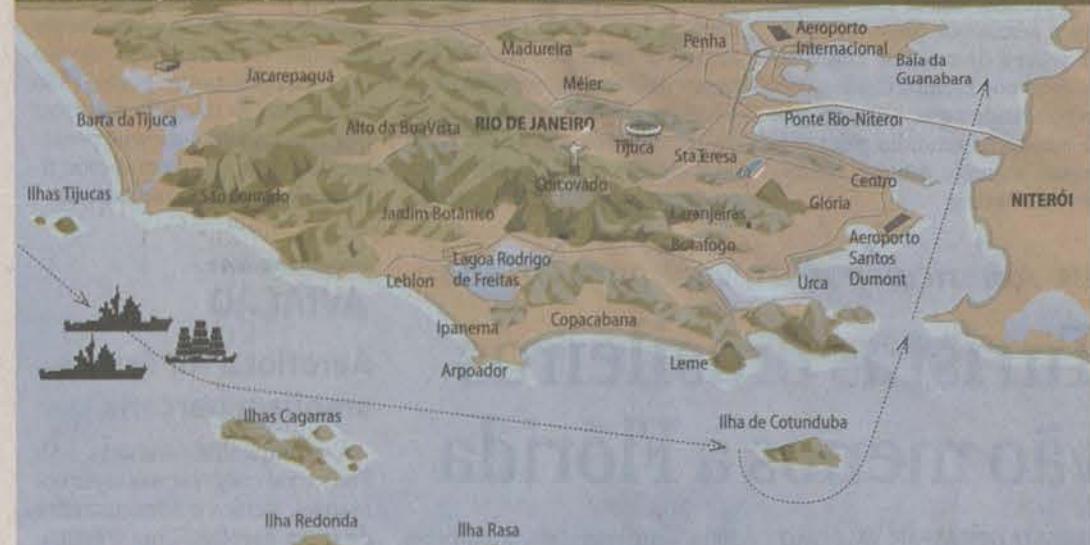 Madureira
Penha
Aeroporto
Internacional
Baía da
Guanabara
Jacarepaguá
Méier
Barra da Tijuca
Alto da Boa Vista
RIO DE JANEIRO
Tijuca
Ponte Rio-Niterói
Sta Teresa
Ilhas Tijucas
São Conrado
Corcovado
Centro
NITERÓI
Jardim Botânico
Laranjeiras
Glória
Botafogo
Aeroporto
Santos
Dumont
Leblon
Lagoa Rodrigo
de Freitas
Urca
Ipanema
Copacabana
Arpoador
Leme
Ilhas Cagarras
Ilha de Cotunduba
Ilha Redonda
Ilha Rasa